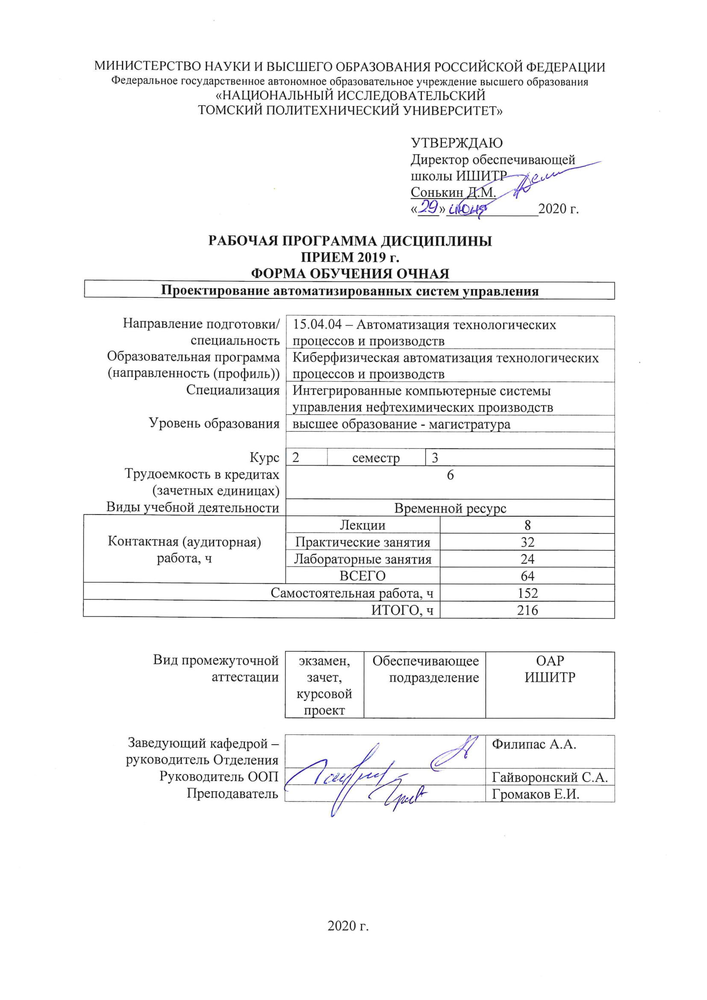 МИНИСТЕРСТВО НАУКИ И ВЫСШЕГО ОБРАЗОВАНИЯ РОССИЙСКОЙ ФЕДЕРАЦИИ
Федеральное государственное автономное образовательное учреждение высшего образования
«НАЦИОНАЛЬНЫЙ ИССЛЕДОВАТЕЛЬСКИЙ
ТОМСКИЙ ПОЛИТЕХНИЧЕСКИЙ УНИВЕРСИТЕТ»
УТВЕРЖДАЮ
Директор обеспечивающей
школы ИШИТР
Сонькин Д.М.
«29» июня 2020 г.
РАБОЧАЯ ПРОГРАММА ДИСЦИПЛИНЫ
ПРИЕМ 2019 г.
ФОРМА ОБУЧЕНИЯ ОЧНАЯ
Проектирование автоматизированных систем управления
Направление подготовки/ 15.04.04 – Автоматизация технологических
специальность процессов и производств
Образовательная программа Киберфизическая автоматизация технологических
(направленность (профиль)) процессов и производств
Специализация Интегрированные компьютерные системы
управления нефтехимических производств
Уровень образования высшее образование - магистратура
Курс 2 семестр 3
Трудоемкость в кредитах 6
(зачетных единицах)
Виды учебной деятельности Временной ресурс
Лекции 8
Контактная (аудиторная) Практические занятия 32
работа, ч Лабораторные занятия 24
ВСЕГО 64
Самостоятельная работа, ч 152
ИТОГО, ч 216
Вид промежуточной экзамен, Обеспечивающее ОАР
аттестации зачет, подразделение ИШИТР
курсовой
проект
Заведующий кафедрой – Филипас А.А.
руководитель Отделения
Руководитель ООП Гайворонский С.А.
Преподаватель Громаков Е.И.
2020 г.